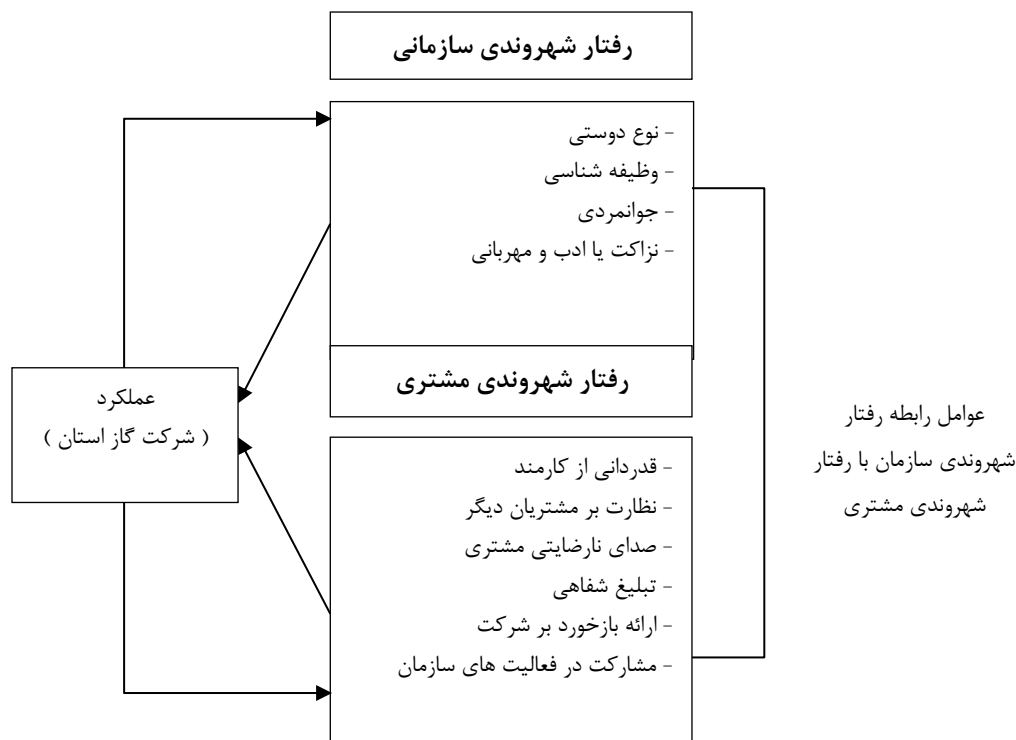 رفتار شهروندی سازمانی
- نوع دوستی
- وظیفه شناسی
- جوانمردی
- نزاکت یا ادب و مهربانی
رفتار شهروندی مشتری
- قدردانی از کارمند
- نظارت بر مشتریان دیگر
- صدای نارضایتی مشتری
- تبلیغ شفاهی
- ارائه بازخورد بر شرکت
- مشارکت در فعالیت های سازمان
عملکرد
( شرکت گاز استان )
عوامل رابطه رفتار
شهروندی سازمان با رفتار
شهروندی مشتری